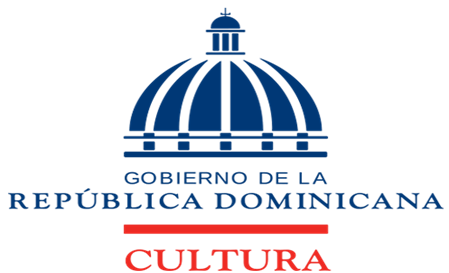 GOBIERNO DE LA
REPÚBLICA DOMINICANA
CULTURA